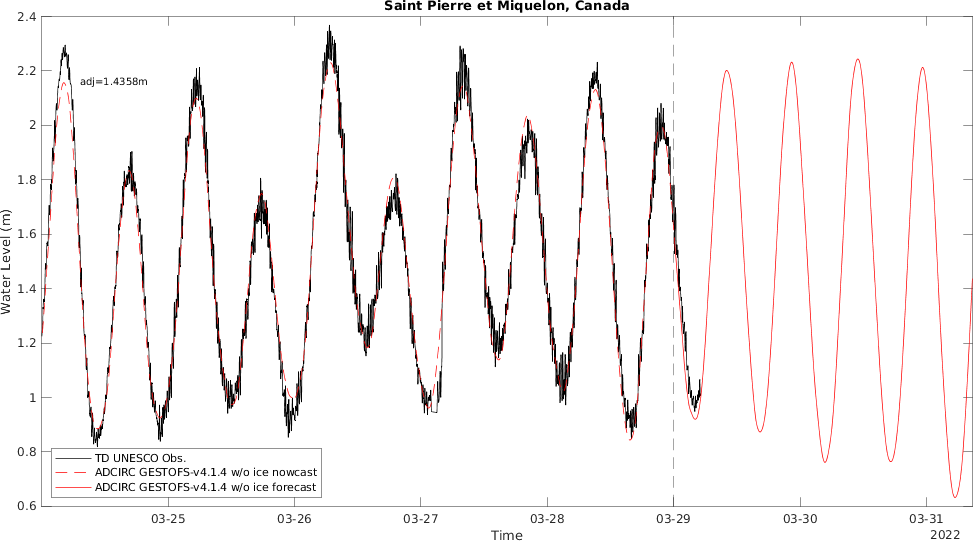 Saint Pierre et Miquelon, Canada
2.4
2.2
2
1.8
1.6
1.4
1.2
1
0.8
0.6
Water Level (m)
adj=1.4358m
TD UNESCO Obs.
ADCIRC GESTOFS-v4.1.4 w/o ice nowcast
ADCIRC GESTOFS-v4.1.4 w/o ice forecast
03-25
03-26
03-27
03-28
03-29
03-30
03-31
Time
2022